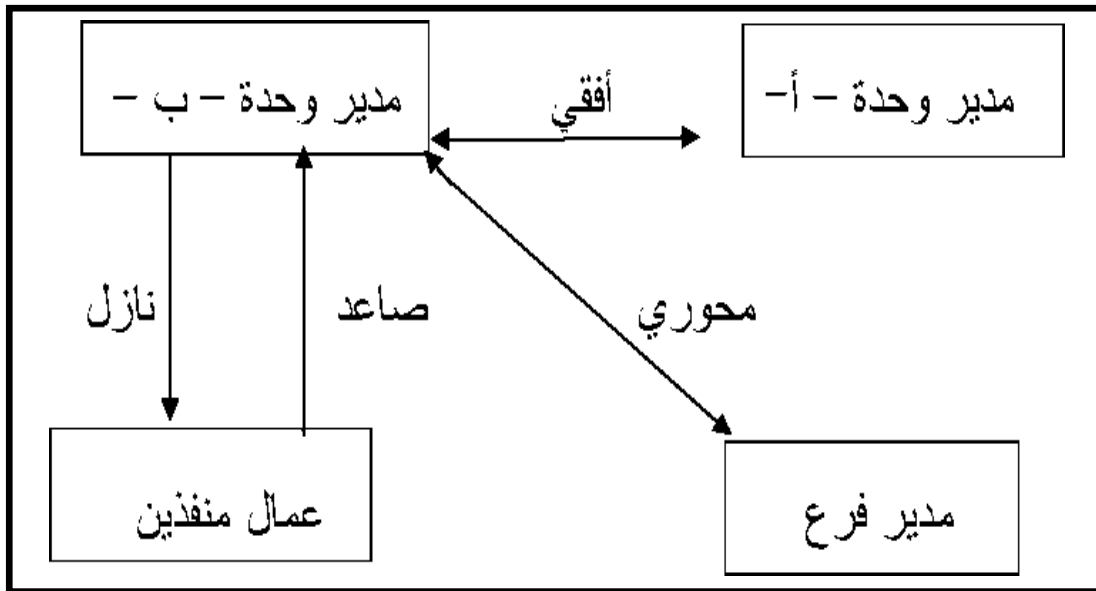 مدير وحدة – أ-
أفقي
مدير وحدة – ب –
محوري
صاعد
نازل
مدير فرع
عمال منفذين